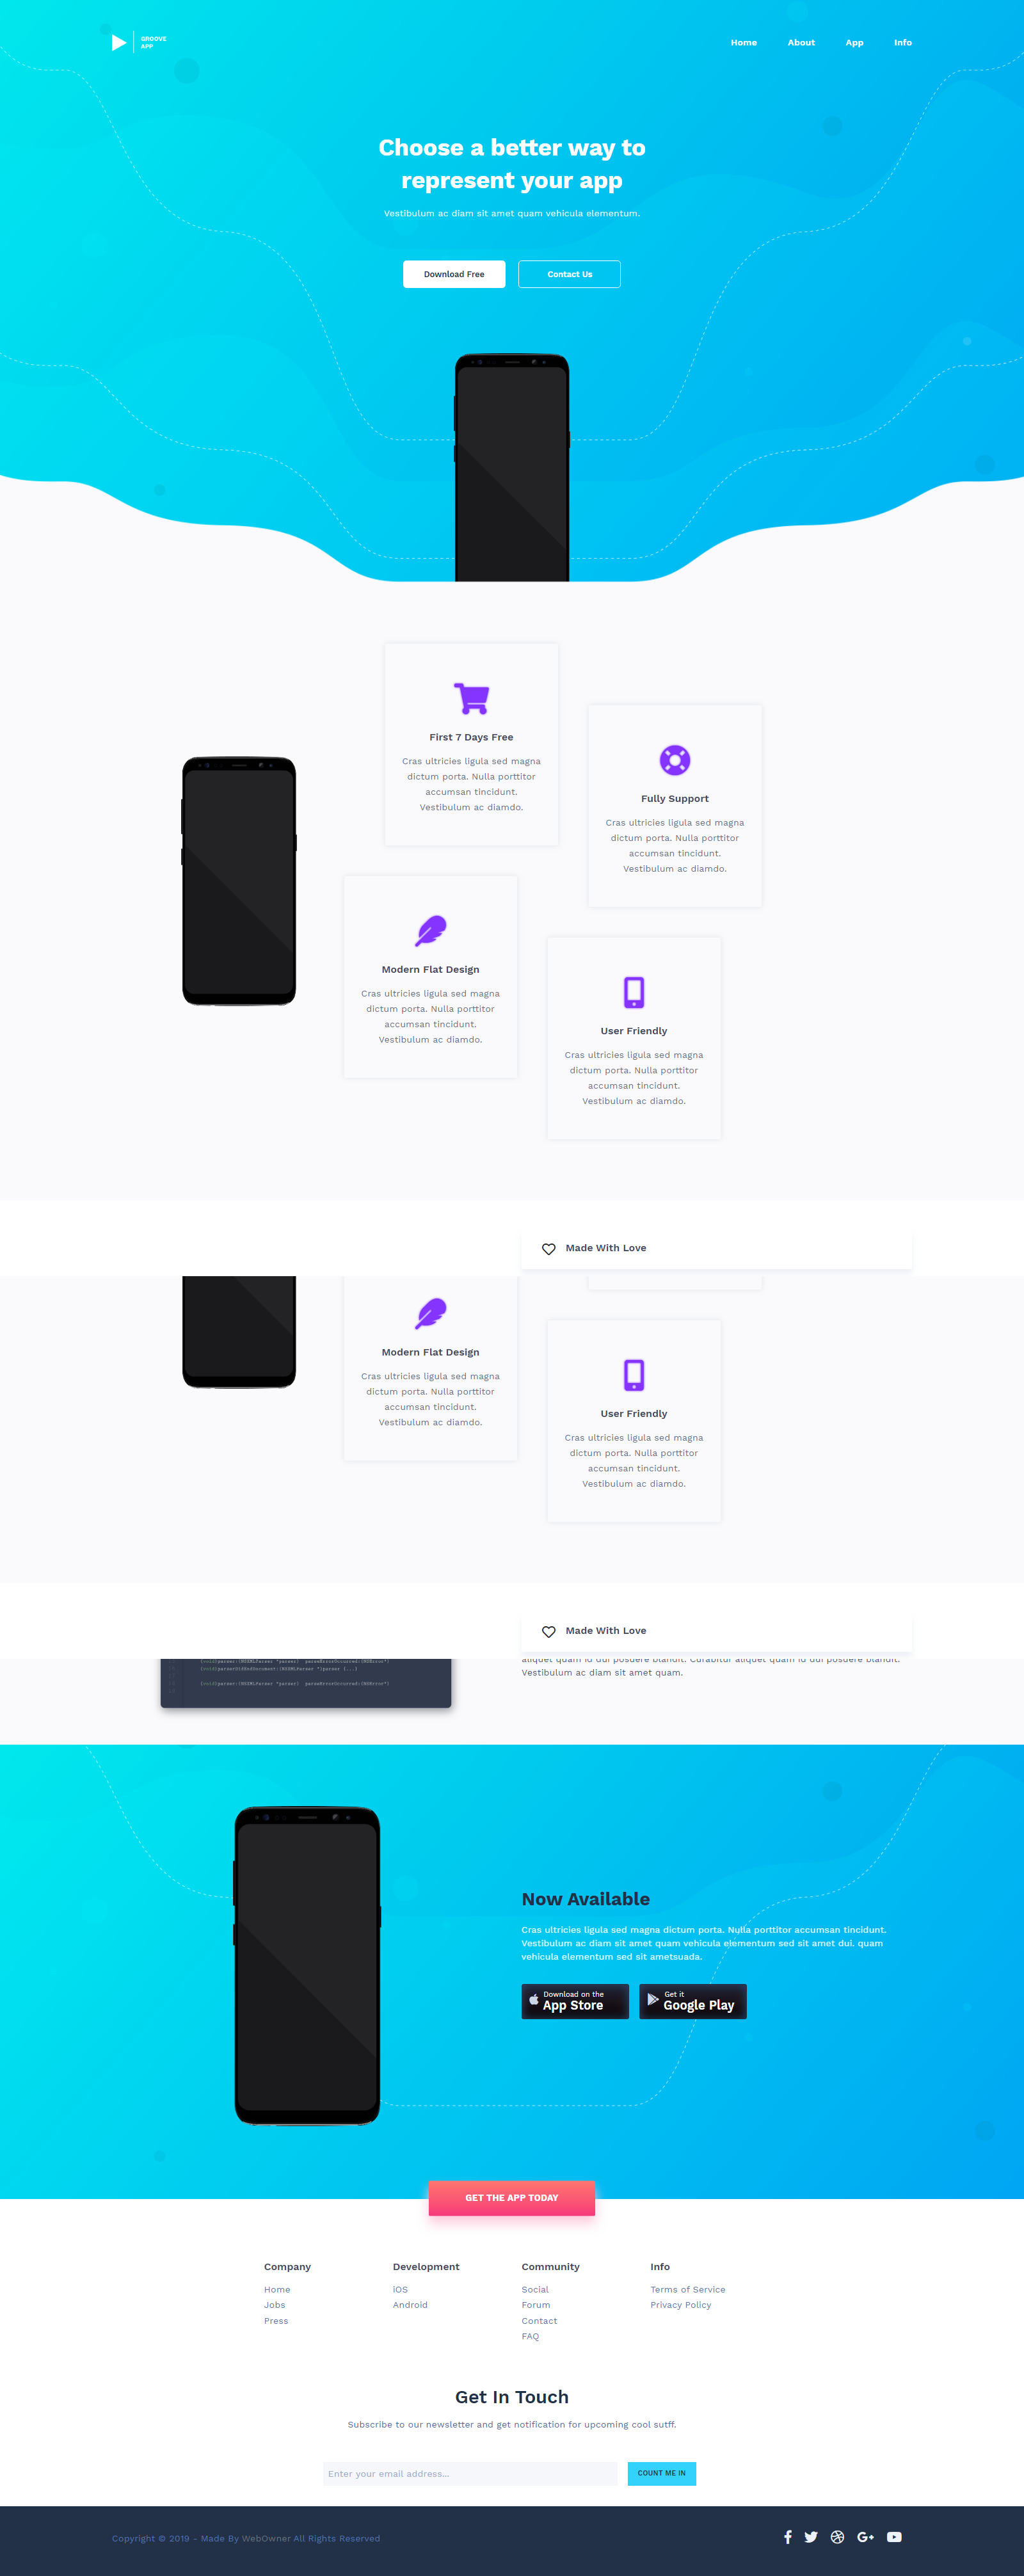 GROOVE
APP
Home About App Info
Choose a better way to
represent your app
Vestibulum ac diam sit amet quam vehicula elementum.
Download Free Contact Us
First 7 Days Free
Cras ultricies ligula sed magna
dictum porta. Nulla porttitor
accumsan tincidunt.
Vestibulum ac diamdo.
Fully Support
Cras ultricies ligula sed magna
dictum porta. Nulla porttitor
accumsan tincidunt.
Vestibulum ac diamdo.
Modern Flat Design
Cras ultricies ligula sed magna
dictum porta. Nulla porttitor
accumsan tincidunt.
Vestibulum ac diamdo.
User Friendly
Cras ultricies ligula sed magna
dictum porta. Nulla porttitor
accumsan tincidunt.
Vestibulum ac diamdo.
Made With Love
Modern Flat Design
Cras ultricies ligula sed magna
dictum porta. Nulla porttitor
accumsan tincidunt.
Vestibulum ac diamdo.
User Friendly
Cras ultricies ligula sed magna
dictum porta. Nulla porttitor
accumsan tincidunt.
Vestibulum ac diamdo.
Made With Love
aliquet quam id dui posuere blandit. Curabitur aliquet quam id dui posuere blandit.
Vestibulum ac diam sit amet quam.
Now Available
Cras ultricies ligula sed magna dictum porta. Nulla porttitor accumsan tincidunt.
Vestibulum ac diam sit amet quam vehicula elementum sed sit amet dui. quam
vehicula elementum sed sit ametsuada.
Download on the
App Store
Get it
Google Play
GET THE APP TODAY
Company
Home
Jobs
Press
Development
iOS
Android
Community
Social
Forum
Contact
FAQ
Info
Terms of Service
Privacy Policy
Get In Touch
Subscribe to our newsletter and get notification for upcoming cool sutff.
Enter your email address... COUNT ME IN
Copyright © 2019 - Made By WebOwner All Rights Reserved